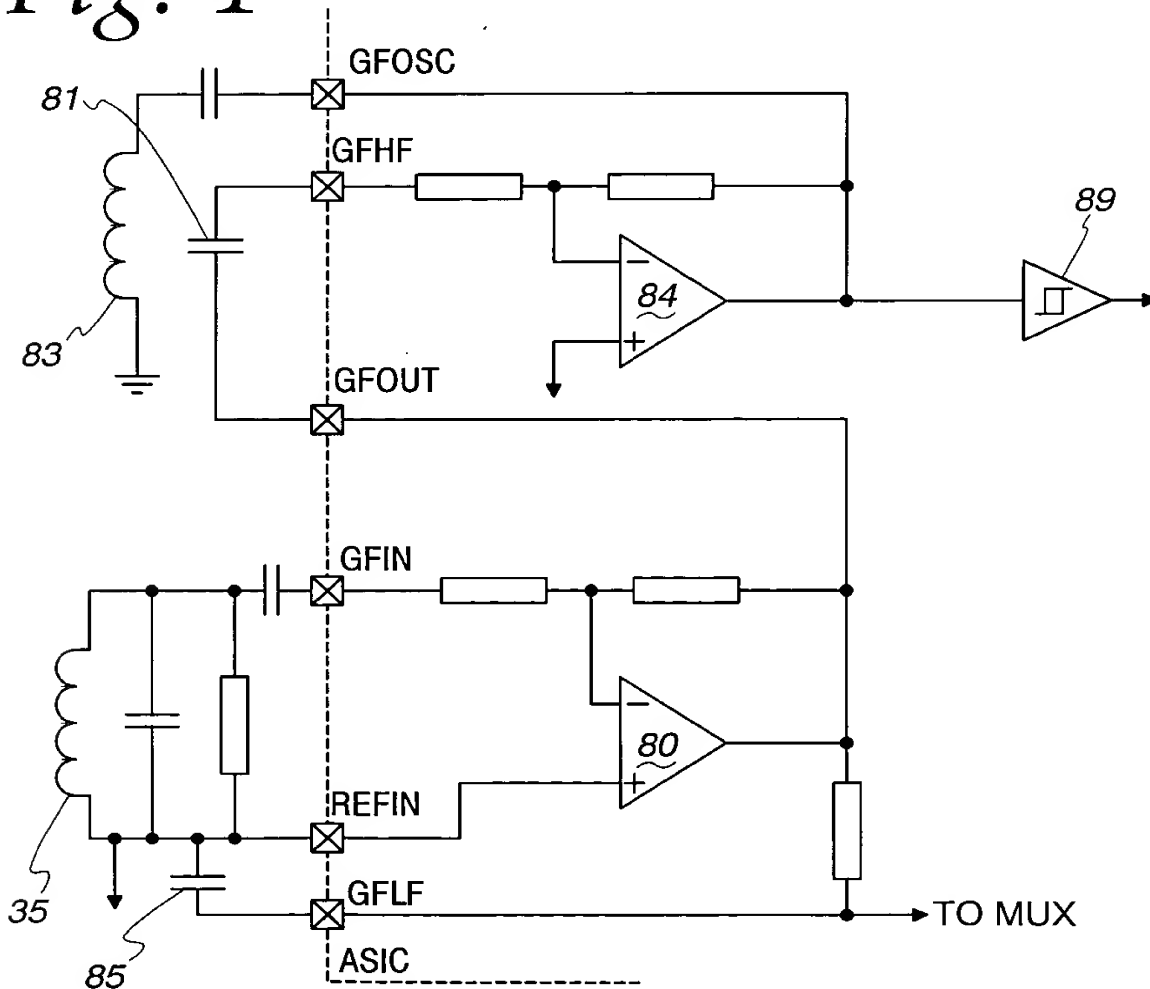 Fig. 1
GFOSC
81
GFHF
89
84
83
GFOUT
GFIN
80
REFIN
35
GFLF
TO MUX
85
ASIC